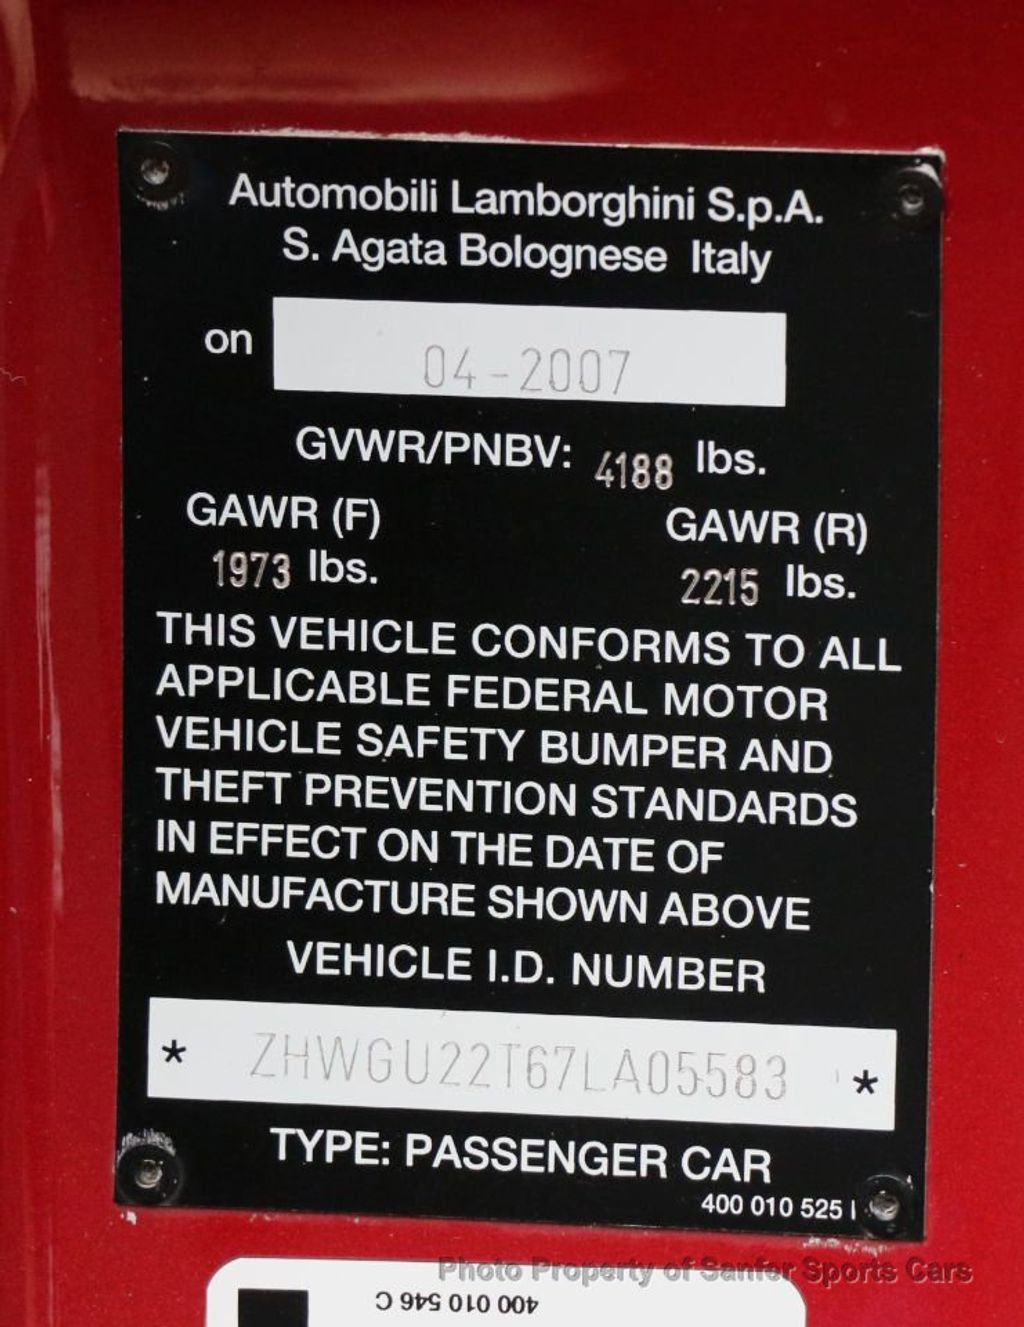 Automobili Lamborghini S.p.A.
S. Agata Bolognese Italy
on 04-2007
GVWR/PNBV: 4188 lbs.
GAWR (F) GAWR (R)
1973 lbs. 2215 lbs.
THIS VEHICLE CONFORMS TO ALL
APPLICABLE FEDERAL MOTOR
VEHICLE SAFETY BUMPER AND
THEFT PREVENTION STANDARDS
IN EFFECT ON THE DATE OF
MANUFACTURE SHOWN ABOVE
VEHICLE I.D. NUMBER
* ZHWGU22T67LA05583 *
TYPE: PASSENGER CAR
400 010 525 I
Photo Property of Sanfer Sports Cars
400 010 546 C